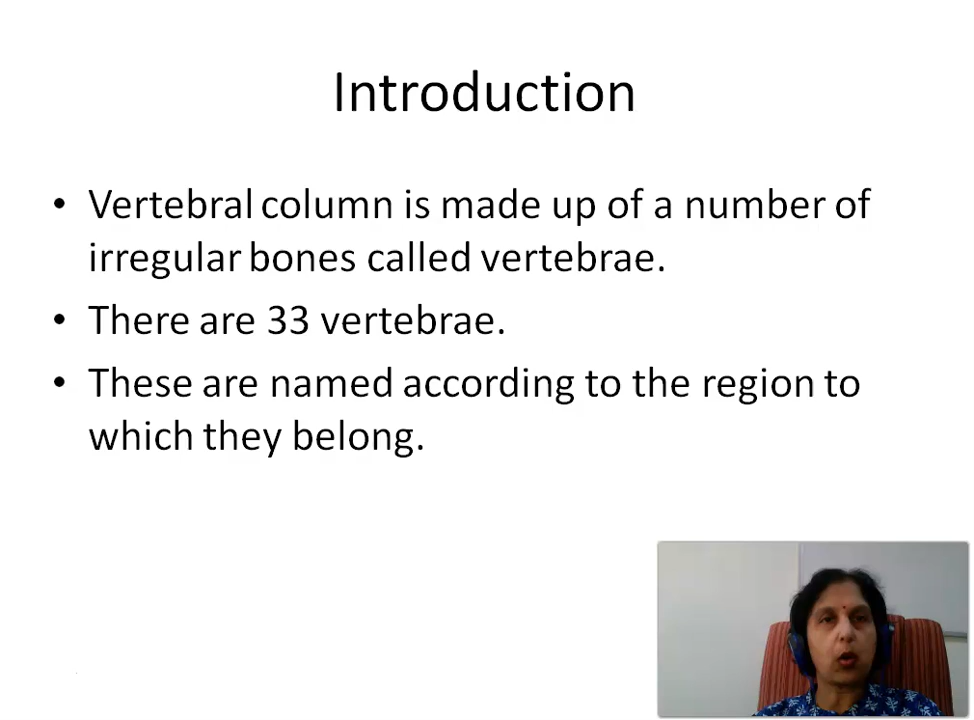 Introduction
• Vertebral column is made up of a number of
irregular bones called vertebrae.
• There are 33 vertebrae.
• These are named according to the region to
which they belong.